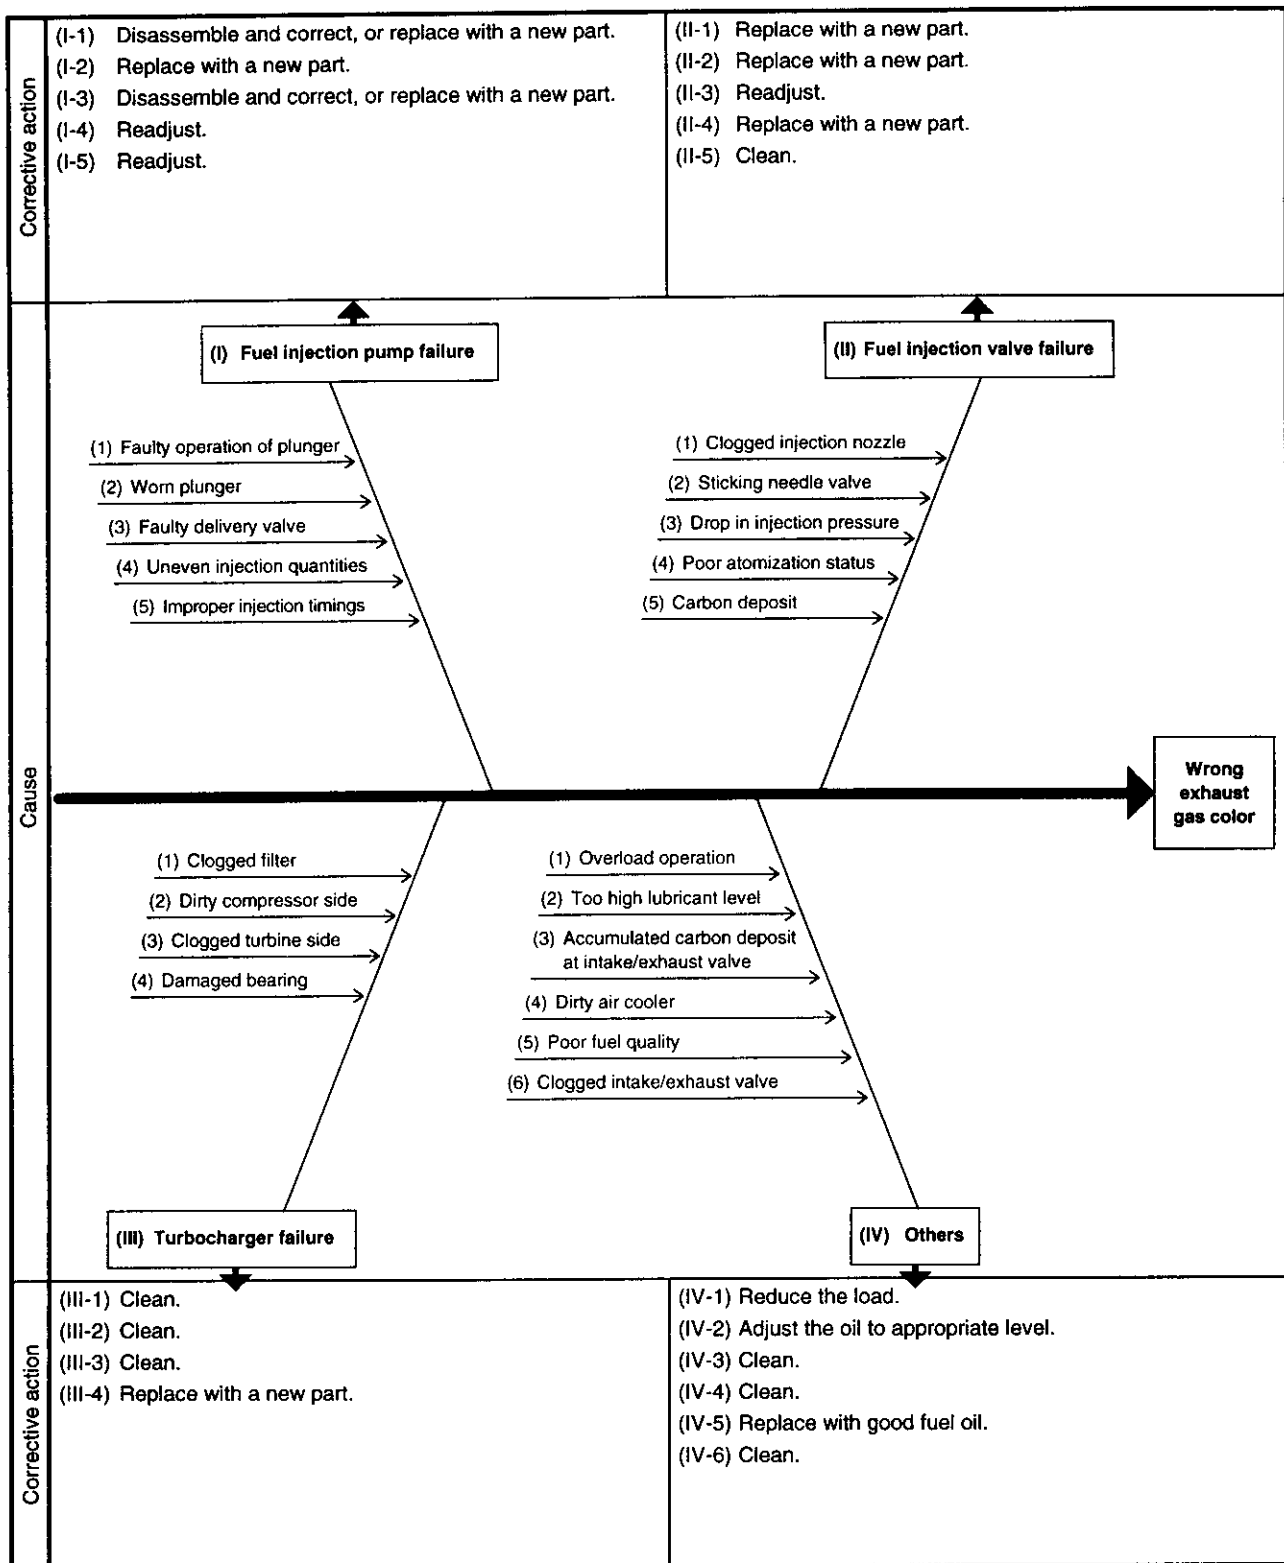 Corrective action
(I-1) Disassemble and correct, or replace with a new part.
(I-2) Replace with a new part.
(I-3) Disassemble and correct, or replace with a new part.
(I-4) Readjust.
(I-5) Readjust.
(II-1) Replace with a new part.
(II-2) Replace with a new part.
(II-3) Readjust.
(II-4) Replace with a new part.
(II-5) Clean.
Cause
(I) Fuel injection pump failure
(1) Faulty operation of plunger
(2) Worn plunger
(3) Faulty delivery valve
(4) Uneven injection quantities
(5) Improper injection timings
(II) Fuel injection valve failure
(1) Clogged injection nozzle
(2) Sticking needle valve
(3) Drop in injection pressure
(4) Poor atomization status
(5) Carbon deposit
Wrong
exhaust
gas color
(1) Clogged filter
(2) Dirty compressor side
(3) Clogged turbine side
(4) Damaged bearing
(III) Turbocharger failure
(1) Overload operation
(2) Too high lubricant level
(3) Accumulated carbon deposit
at intake/exhaust valve
(4) Dirty air cooler
(5) Poor fuel quality
(6) Clogged intake/exhaust valve
(IV) Others
Corrective action
(III-1) Clean.
(III-2) Clean.
(III-3) Clean.
(III-4) Replace with a new part.
(IV-1) Reduce the load.
(IV-2) Adjust the oil to appropriate level.
(IV-3) Clean.
(IV-4) Clean.
(IV-5) Replace with good fuel oil.
(IV-6) Clean.